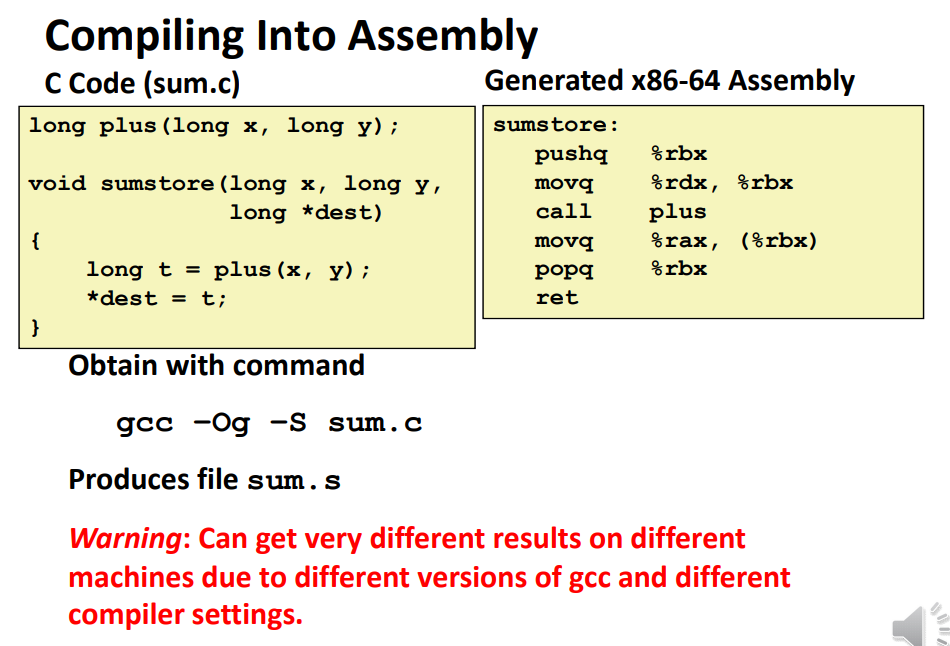 Compiling Into Assembly
C Code (sum.c)
long plus(long x, long y);
void sumstore(long x, long y,
long *dest)
{
long t = plus(x, y);
*dest = t;
}
Generated x86-64 Assembly
sumstore:
pushq %rbx
movq %rdx, %rbx
call plus
movq %rax, (%rbx)
popq %rbx
ret
Obtain with command
gcc –Og –S sum.c
Produces file sum.s
Warning: Can get very different results on different
machines due to different versions of gcc and different
compiler settings.